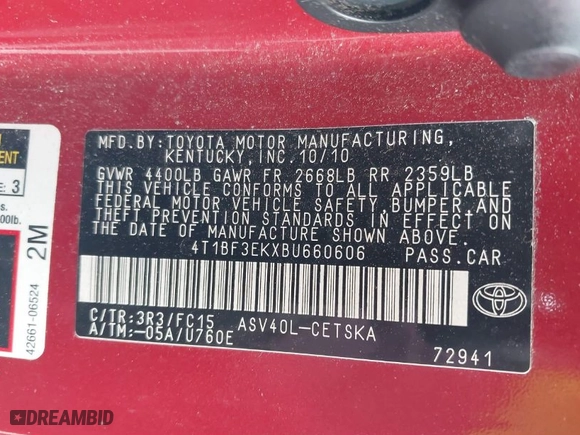 MFD.BY:TOYOTA MOTOR MANUFACTURING,
KENTUCKY, INC. 10/10
GVWR 4400LB GAWR FR 2668LB RR 2359LB
THIS VEHICLE CONFORMS TO ALL APPLICABLE
FEDERAL MOTOR VEHICLE SAFETY, BUMPER AND
THEFT PREVENTION STANDARDS IN EFFECT ON
THE DATE OF MANUFACTURE SHOWN ABOVE.
4T1BF3EKXBU660606 PASS.CAR
C/TR:3R3/FC15 ASV40L-CETSKA
A/TM:-05A/U760E
72941
TOYOTA
: 3
2M
42661-06524
DREAMBID